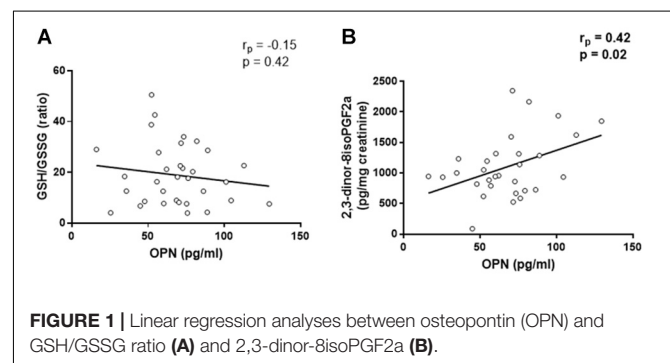 A
rp = -0.15
p = 0.42
GSH/GSSG (ratio)
60
40
20
0
0 50 100 150
OPN (pg/ml)
B
rp = 0.42
p = 0.02
2,3-dinor-8isoPGF2a
(pg/mg creatinine)
2500
2000
1500
1000
500
0
0 50 100 150
OPN (pg/ml)
FIGURE 1 | Linear regression analyses between osteopontin (OPN) and
GSH/GSSG ratio (A) and 2,3-dinor-8isoPGF2a (B).